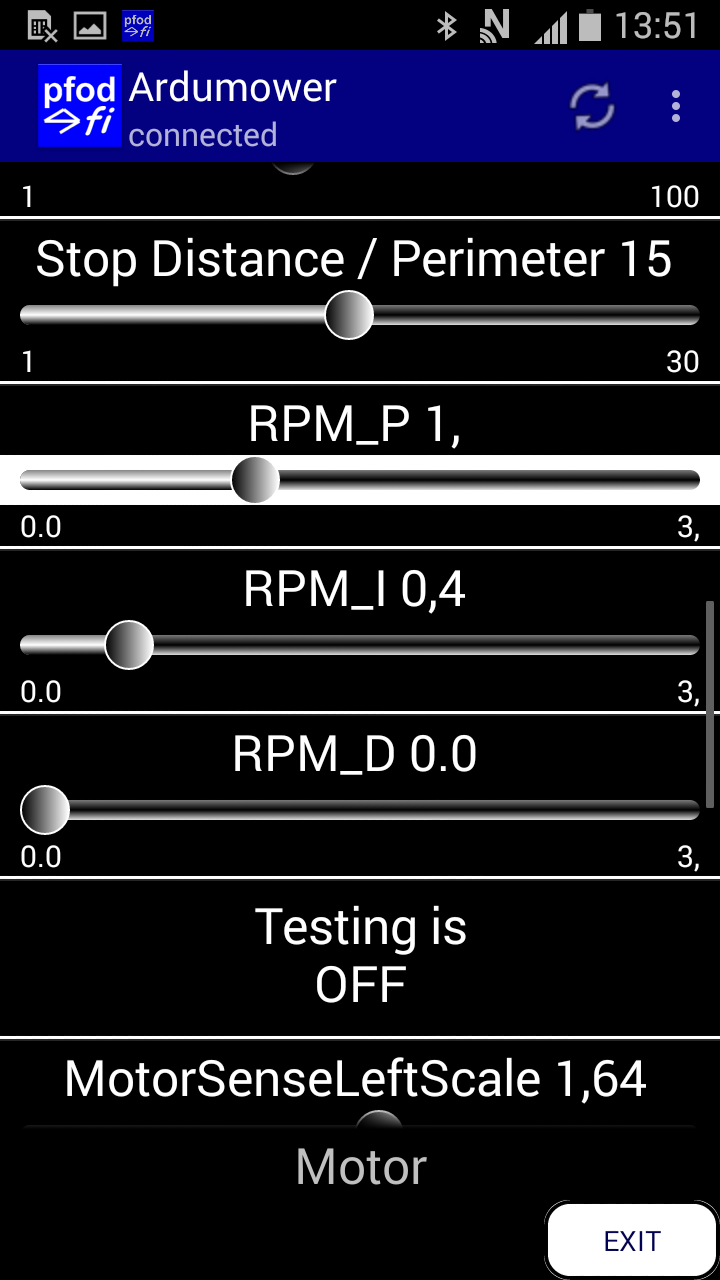 pfod
fi
13:51
pfod
fi
Ardumower
connected
1 100
Stop Distance / Perimeter 15
1 30
RPM_P 1,
0.0 3,
RPM_I 0,4
0.0 3,
RPM_D 0.0
0.0 3,
Testing is
OFF
MotorSenseLeftScale 1,64
Motor
EXIT